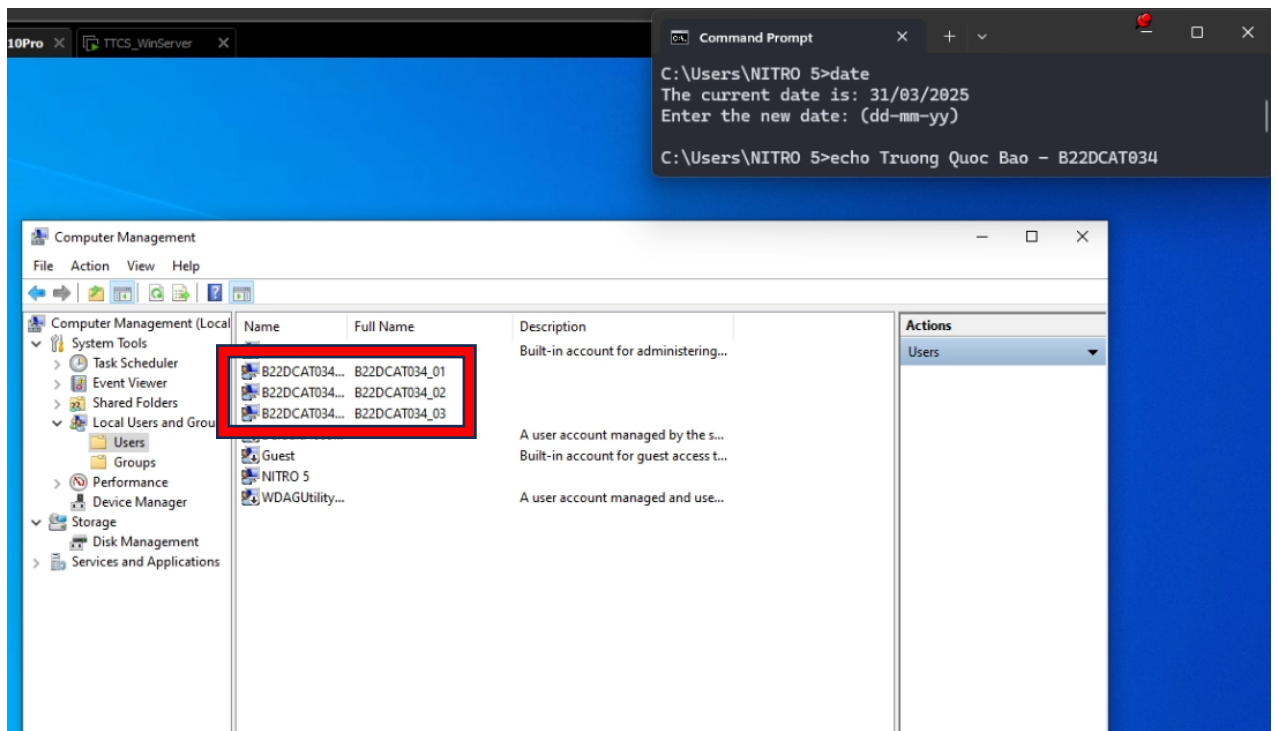 10Pro
TTCS_WinServer
Command Prompt
C:\Users\NITRO 5>date
The current date is: 31/03/2025
Enter the new date: (dd-mm-yy)
C:\Users\NITRO 5>echo Truong Quoc Bao - B22DCAT034
Computer Management
File Action View Help
Computer Management (Local
System Tools
Task Scheduler
Event Viewer
Shared Folders
Local Users and Grou
Users
Groups
Performance
Device Manager
Storage
Disk Management
Services and Applications
Name Full Name Description
Built-in account for administering...
B22DCAT034... B22DCAT034_01
B22DCAT034... B22DCAT034_02
B22DCAT034... B22DCAT034_03
A user account managed by the s...
Guest Built-in account for guest access t...
NITRO 5
WDAGUtility... A user account managed and use...
Actions
Users